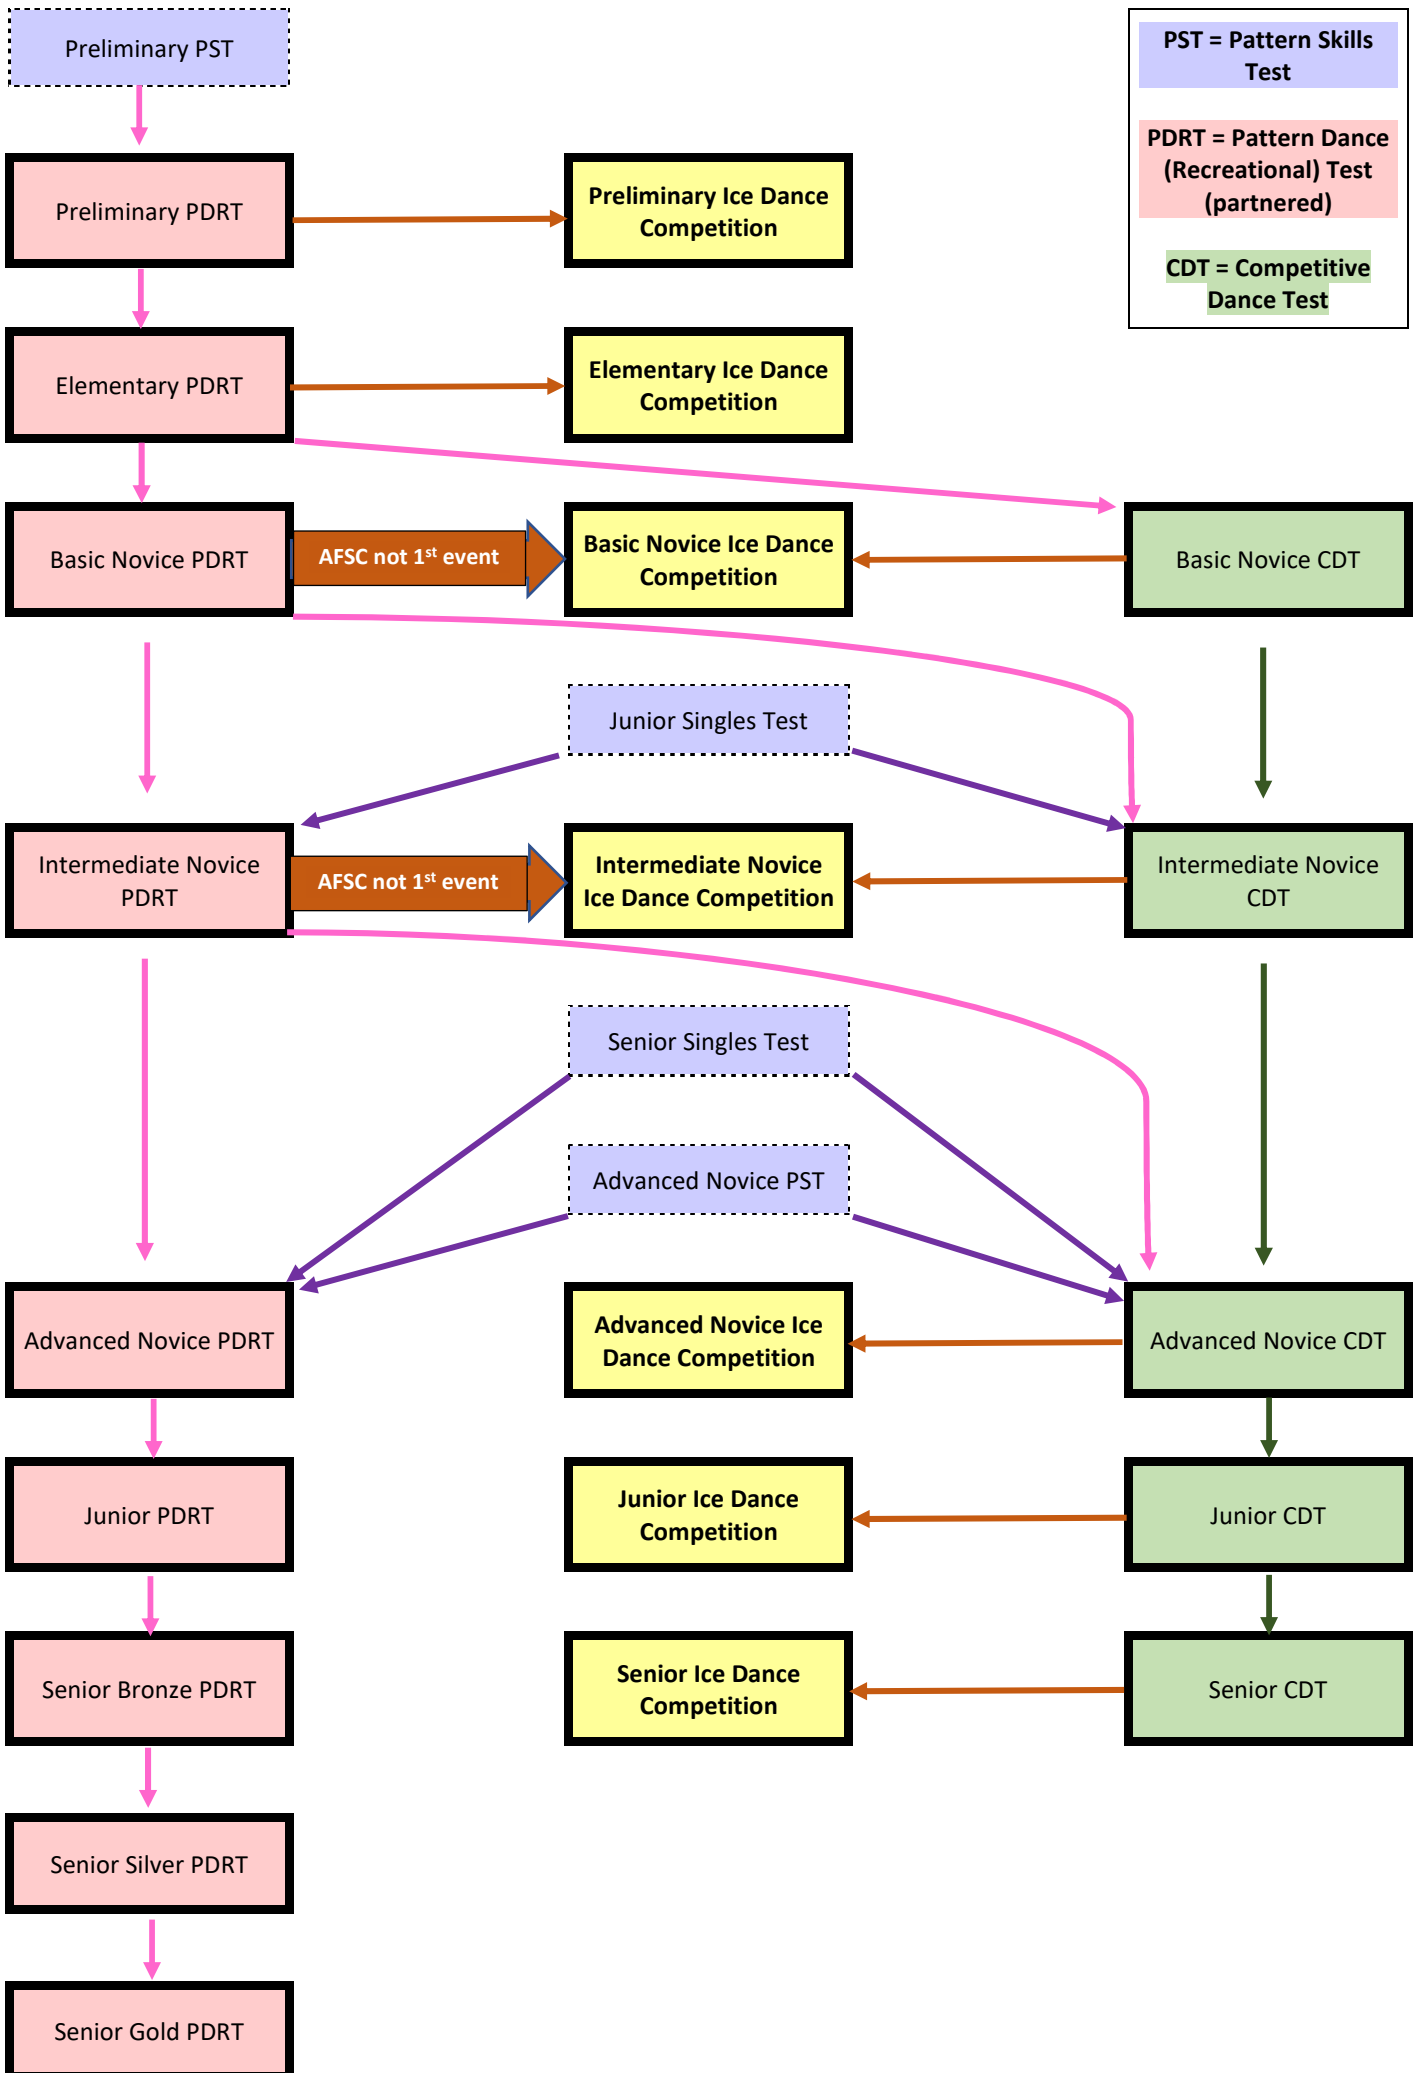 Preliminary PST
PST = Pattern Skills
Test
PDRT = Pattern Dance
(Recreational) Test
(partnered)
CDT = Competitive
Dance Test
Preliminary PDRT
Preliminary Ice Dance
Competition
Elementary PDRT
Elementary Ice Dance
Competition
Basic Novice PDRT
AFSC not 1st event
Basic Novice Ice Dance
Competition
Basic Novice CDT
Junior Singles Test
Intermediate Novice
PDRT
AFSC not 1st event
Intermediate Novice
Ice Dance Competition
Intermediate Novice
CDT
Senior Singles Test
Advanced Novice PST
Advanced Novice PDRT
Advanced Novice Ice
Dance Competition
Advanced Novice CDT
Junior PDRT
Junior Ice Dance
Competition
Junior CDT
Senior Bronze PDRT
Senior Ice Dance
Competition
Senior CDT
Senior Silver PDRT
Senior Gold PDRT